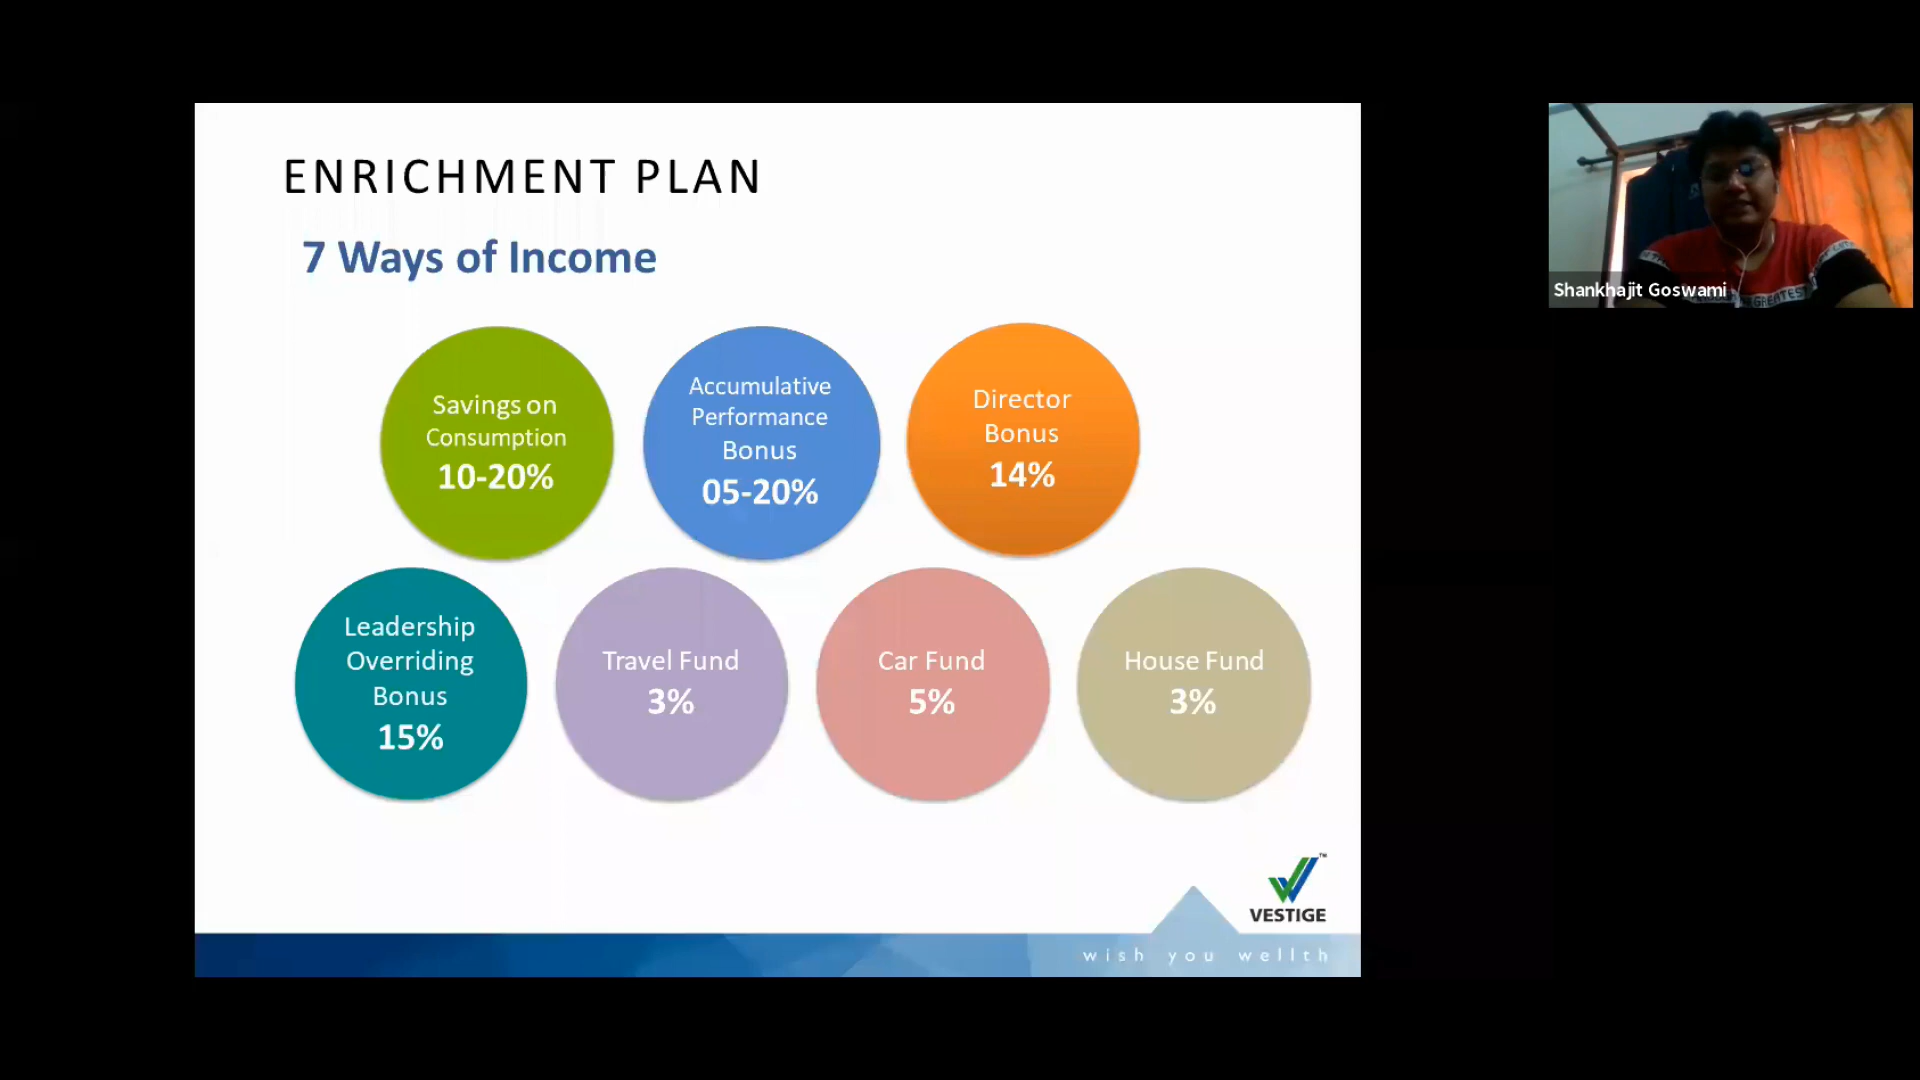 ENRICHMENT PLAN
7 Ways of Income
Savings on
Consumption
10-20%
Accumulative
Performance
Bonus
05-20%
Director
Bonus
14%
Leadership
Overriding
Bonus
15%
Travel Fund
3%
Car Fund
5%
House Fund
3%
VESTIGE
TM
wish you wellth
Shankhajit Goswami